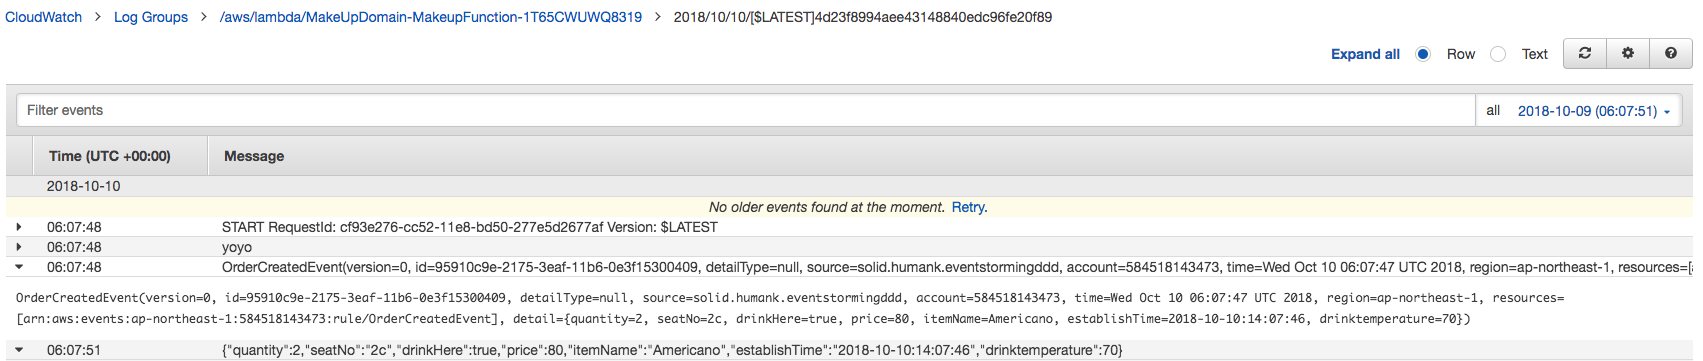 CloudWatch > Log Groups > /aws/lambda/MakeUpDomain-MakeupFunction-1T65CWUWQ8319 > 2018/10/10/[$LATEST]4d23f8994aee43148840edc96fe20f89
Expand all Row Text
Filter events all 2018-10-09 (06:07:51)
Time (UTC +00:00) Message
2018-10-10
No older events found at the moment. Retry.
06:07:48 START RequestId: cf93e276-cc52-11e8-bd50-277e5d2677af Version: $LATEST
06:07:48 yoyo
06:07:48 OrderCreatedEvent(version=0, id=95910c9e-2175-3eaf-11b6-0e3f15300409, detailType=null, source=solid.humank.eventstormingddd, account=584518143473, time=Wed Oct 10 06:07:47 UTC 2018, region=ap-northeast-1, resources=[
OrderCreatedEvent(version=0, id=95910c9e-2175-3eaf-11b6-0e3f15300409, detailType=null, source=solid.humank.eventstormingddd, account=584518143473, time=Wed Oct 10 06:07:47 UTC 2018, region=ap-northeast-1, resources=
[arn:aws:events:ap-northeast-1:584518143473:rule/OrderCreatedEvent], detail={quantity=2, seatNo=2c, drinkHere=true, price=80, itemName=Americano, establishTime=2018-10-10:14:07:46, drinktemperature=70})
06:07:51 {"quantity":2,"seatNo":"2c","drinkHere":true,"price":80,"itemName":"Americano","establishTime":"2018-10-10:14:07:46","drinktemperature":70}